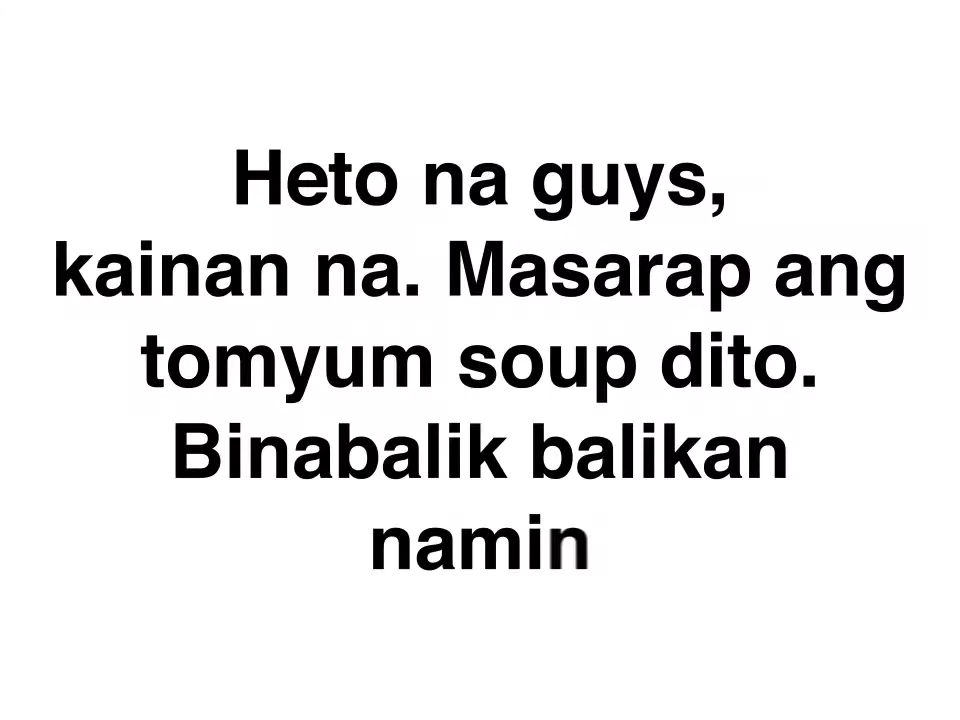 Heto na guys,
kainan na. Masarap ang
tomyum soup dito.
Binabalik balikan
namin